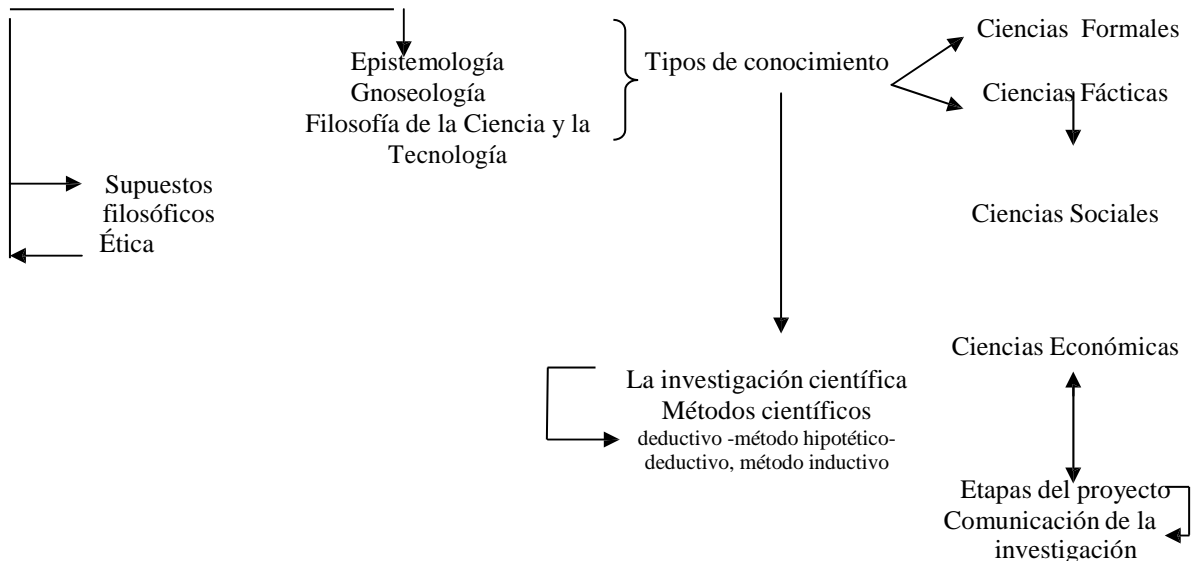 Epistemología
Gnoseología
Filosofía de la Ciencia y la
Tecnología
Tipos de conocimiento
Ciencias Formales
Ciencias Fácticas
Supuestos
filosóficos
Ética
Ciencias Sociales
Ciencias Económicas
La investigación científica
Métodos científicos
deductivo -método hipotético-
deductivo, método inductivo
Etapas del proyecto
Comunicación de la
investigación